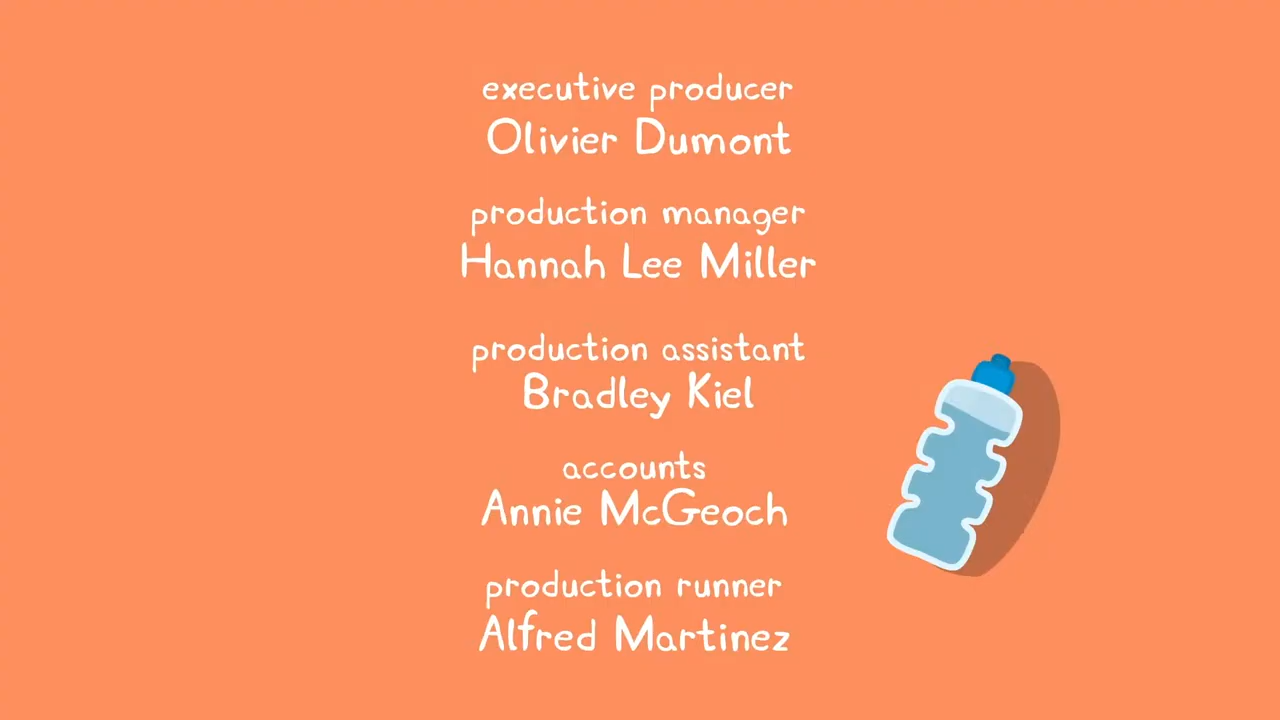 executive producer
Olivier Dumont
production manager
Hannah Lee Miller
production assistant
Bradley Kiel
accounts
Annie McGeoch
production runner
Alfred Martinez